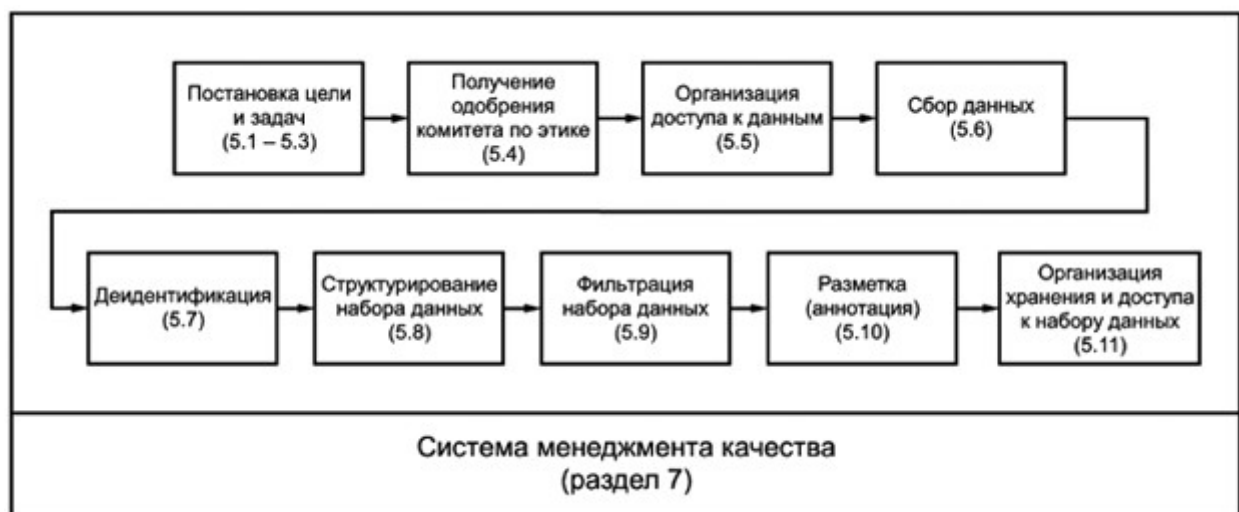 Постановка цели
и задач
(5.1 – 5.3)
Получение
одобрения
комитета по этике
(5.4)
Организация
доступа к данным
(5.5)
Сбор данных
(5.6)
Деидентификация
(5.7)
Структурирование
набора данных
(5.8)
Фильтрация
набора данных
(5.9)
Разметка
(аннотация)
(5.10)
Организация
хранения и доступа
к набору данных
(5.11)
Система менеджмента качества
(раздел 7)